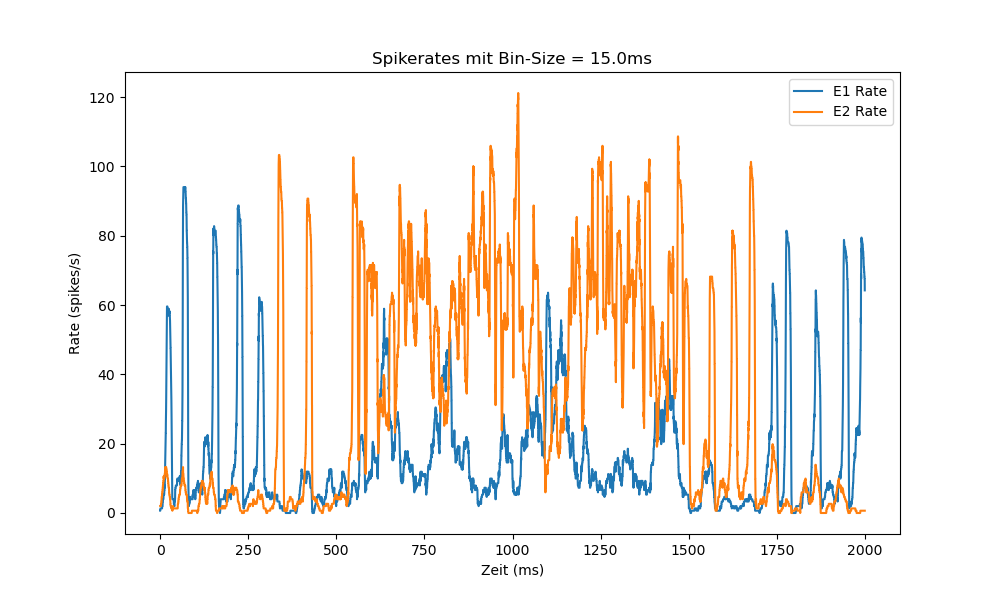 Spikerates mit Bin-Size = 15.0ms
E1 Rate
E2 Rate
120
100
80
60
40
20
0
Rate (spikes/s)
0 250 500 750 1000 1250 1500 1750 2000
Zeit (ms)